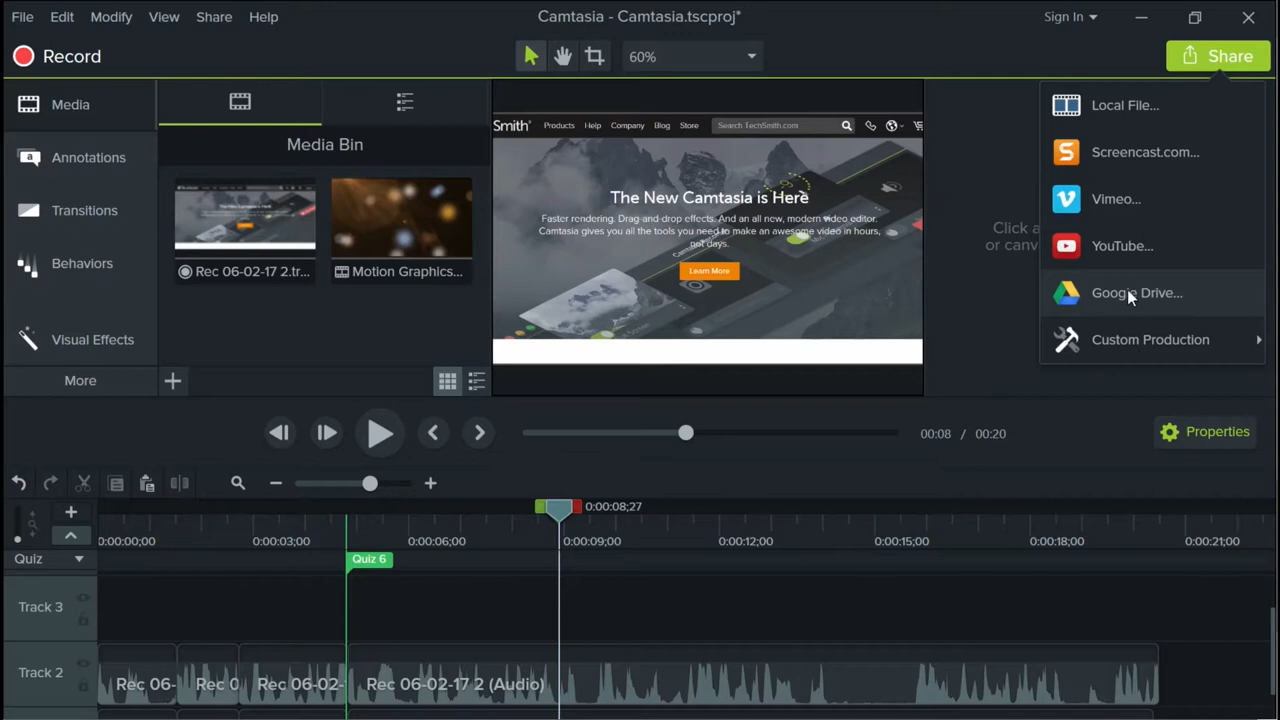 File Edit Modify View Share Help
Camtasia - Camtasia.tscproj*
Sign In
Record
60%
Share
Media
Annotations
Transitions
Behaviors
Visual Effects
More
Media Bin
Rec 06-02-17 2.tr...
Motion Graphics...
Smith® Products Help Company Blog Store Search TechSmith.com
The New Camtasia is Here
Faster rendering. Drag-and-drop effects. And an all new, modern video editor.
Camtasia gives you all the tools you need to make an awesome video in hours,
not days.
Learn More
Click a
or canv
Local File...
Screencast.com...
Vimeo...
YouTube...
Google Drive...
Custom Production
00:08 / 00:20
Properties
0:00:08;27
0:00:00;00 0:00:03;00 0:00:06;00 0:00:09;00 0:00:12;00 0:00:15;00 0:00:18;00 0:00:21;00
Quiz
Quiz 6
Track 3
Track 2
Rec 06- Rec 0 Rec 06-02- Rec 06-02-17 2 (Audio)